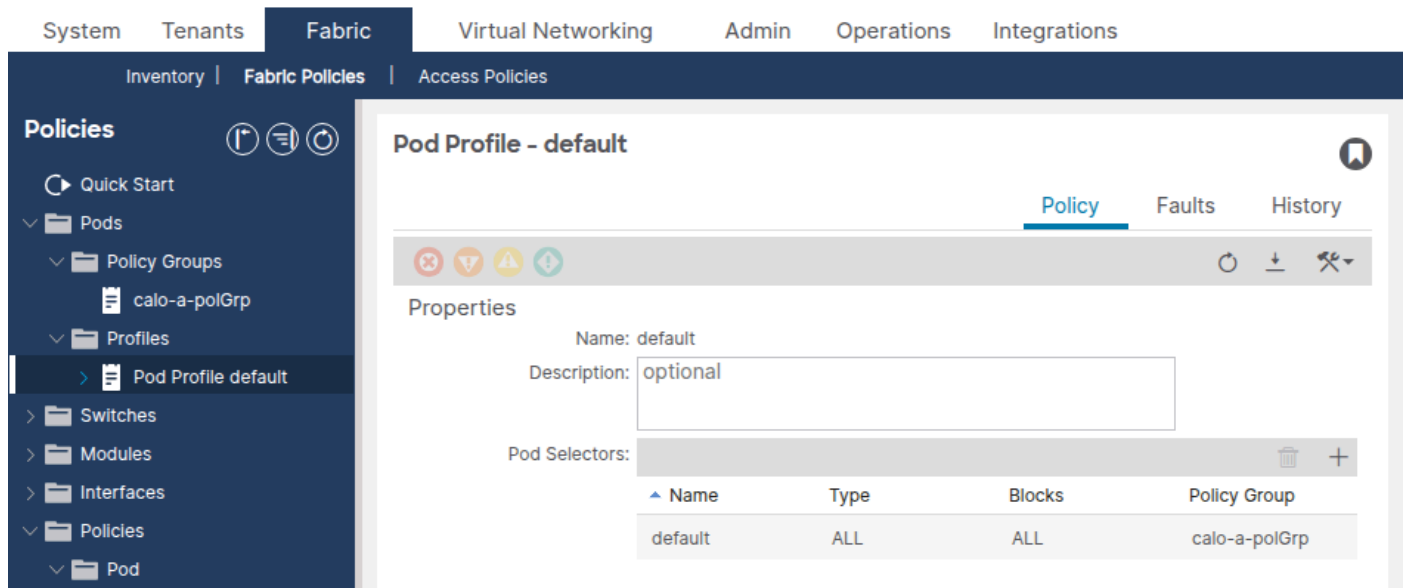 System Tenants Fabric Virtual Networking Admin Operations Integrations
Inventory | Fabric Policies | Access Policies
Policies
Quick Start
Pods
Policy Groups
calo-a-polGrp
Profiles
Pod Profile default
Switches
Modules
Interfaces
Policies
Pod
Pod Profile - default
Policy Faults History
Properties
Name: default
Description: optional
Pod Selectors:
Name Type Blocks Policy Group
default ALL ALL calo-a-polGrp